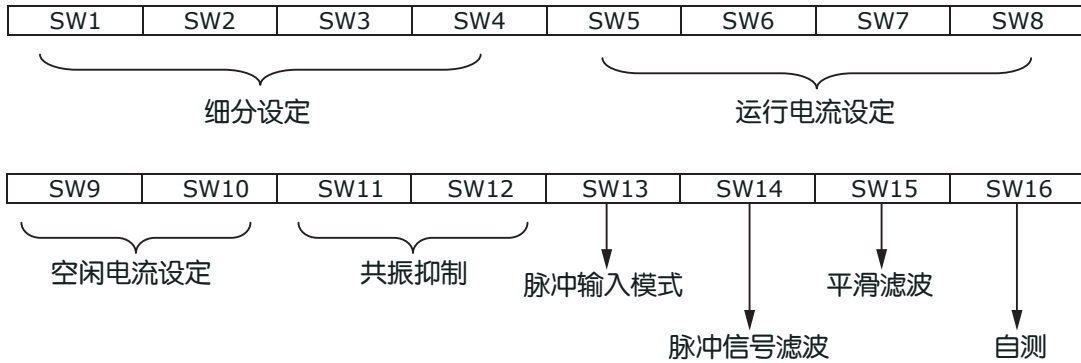 SW1 SW2 SW3 SW4 SW5 SW6 SW7 SW8
细分设定 运行电流设定
SW9 SW10 SW11 SW12 SW13 SW14 SW15 SW16
空闲电流设定 共振抑制 脉冲输入模式 平滑滤波
脉冲信号滤波 自测